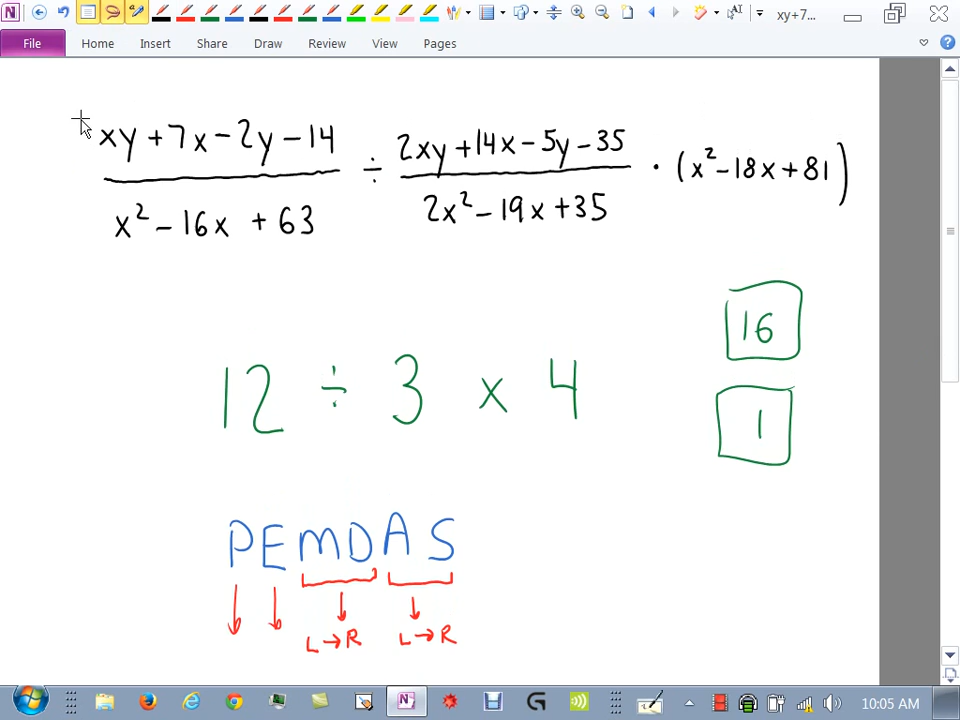 xy+7...
File Home Insert Share Draw Review View Pages
xy + 7x - 2y - 14
x² - 16x + 63
÷
2xy + 14x - 5y - 35
2x² - 19x + 35
· (x² - 18x + 81)
16
12 ÷ 3 x 4
1
PEMDAS
L→R L→R
10:05 AM